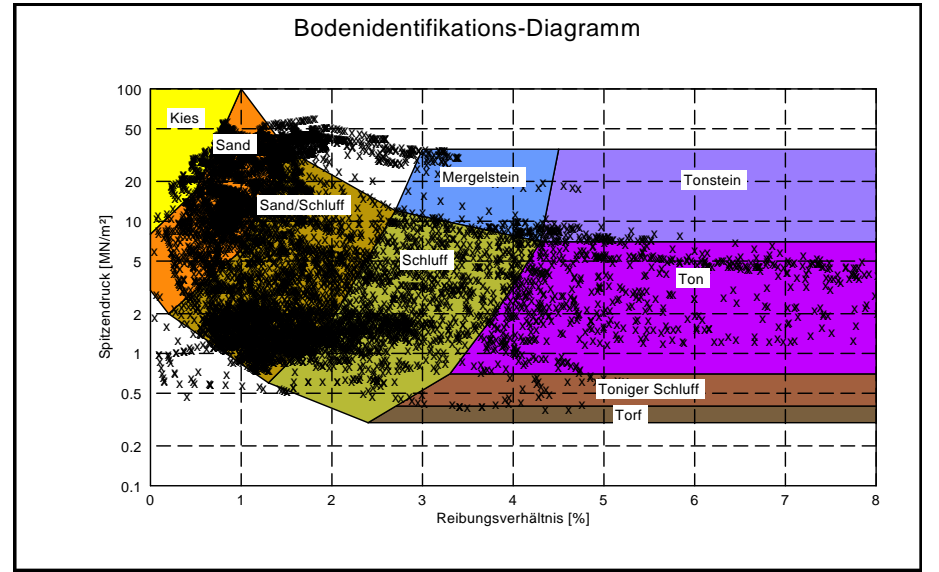 Bodenidentifikations-Diagramm
100
50
20
10
5
2
1
0.5
0.2
0.1
Spitzendruck [MN/m²]
Kies
Sand
Sand/Schluff
Mergelstein
Tonstein
Schluff
Ton
Toniger Schluff
Torf
0 1 2 3 4 5 6 7 8
Reibungsverhältnis [%]